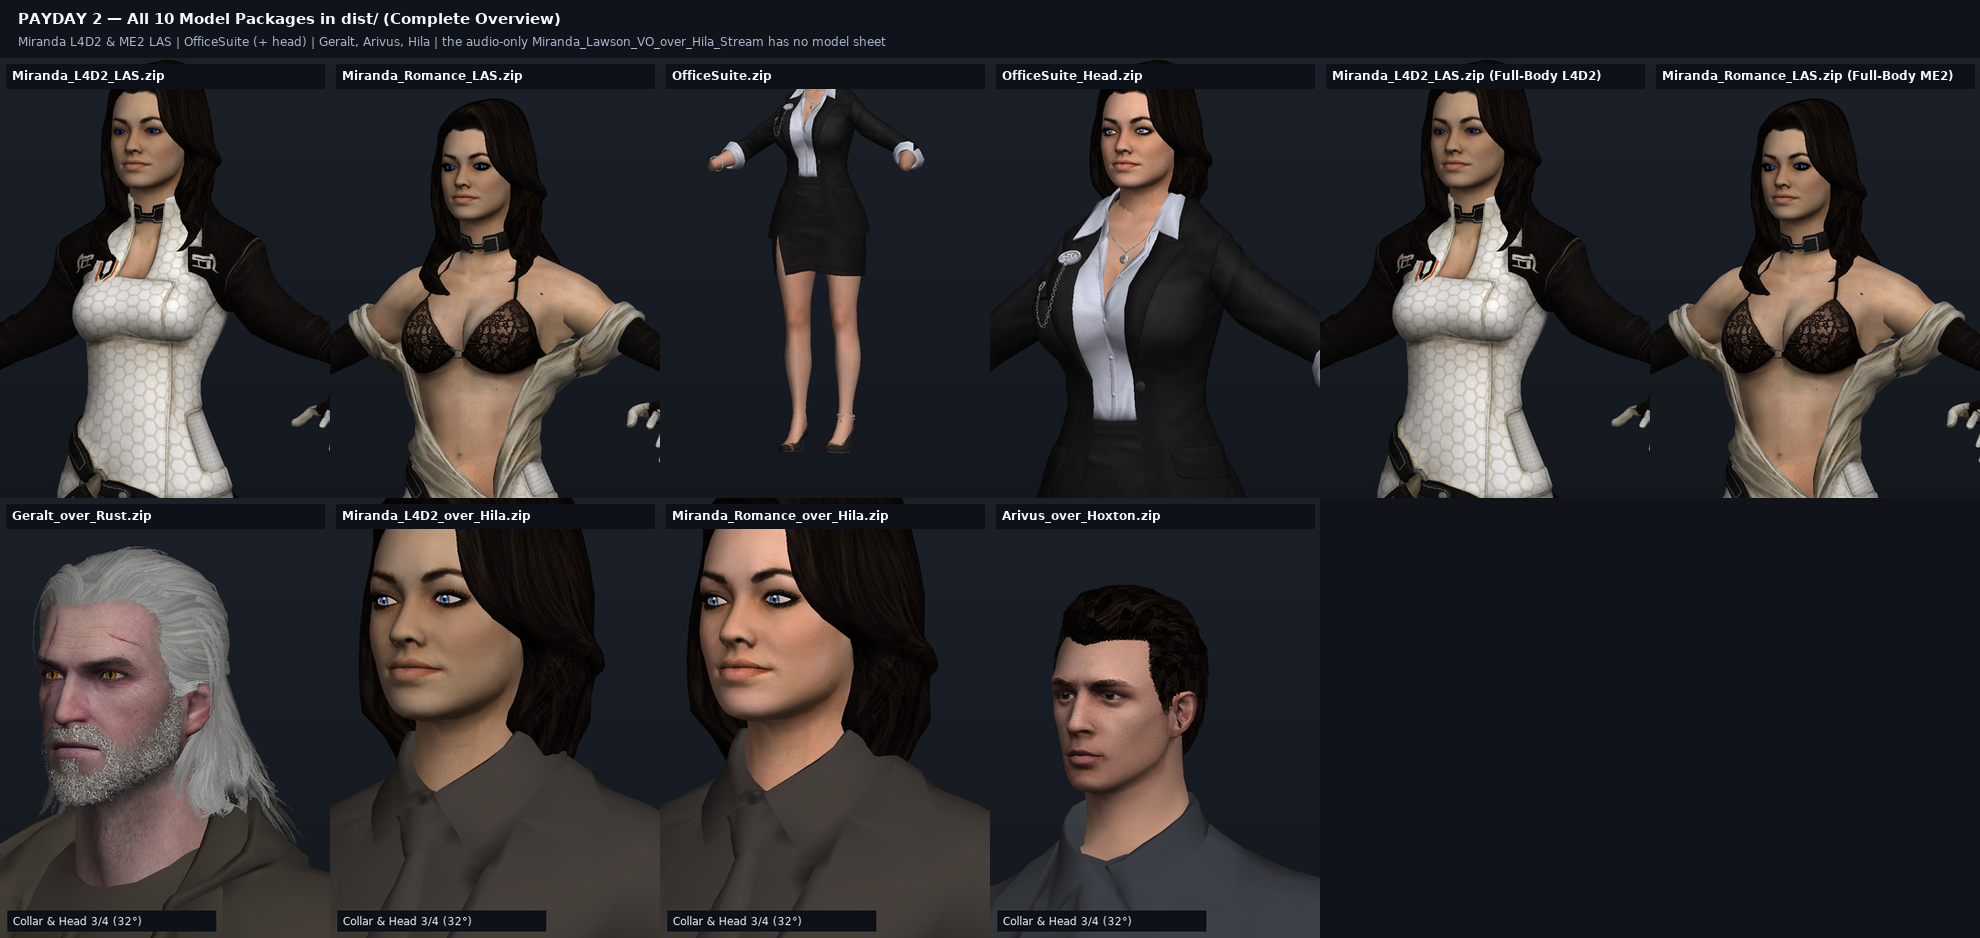 PAYDAY 2 — All 10 Model Packages in dist/ (Complete Overview)
Miranda L4D2 & ME2 LAS | OfficeSuite (+ head) | Geralt, Arivus, Hila | the audio-only Miranda_Lawson_VO_over_Hila_Stream has no model sheet
Miranda_L4D2_LAS.zip
Miranda_Romance_LAS.zip
OfficeSuite.zip
OfficeSuite_Head.zip
Miranda_L4D2_LAS.zip (Full-Body L4D2)
Miranda_Romance_LAS.zip (Full-Body ME2)
Geralt_over_Rust.zip
Miranda_L4D2_over_Hila.zip
Miranda_Romance_over_Hila.zip
Arivus_over_Hoxton.zip
Collar & Head 3/4 (32°)
Collar & Head 3/4 (32°)
Collar & Head 3/4 (32°)
Collar & Head 3/4 (32°)